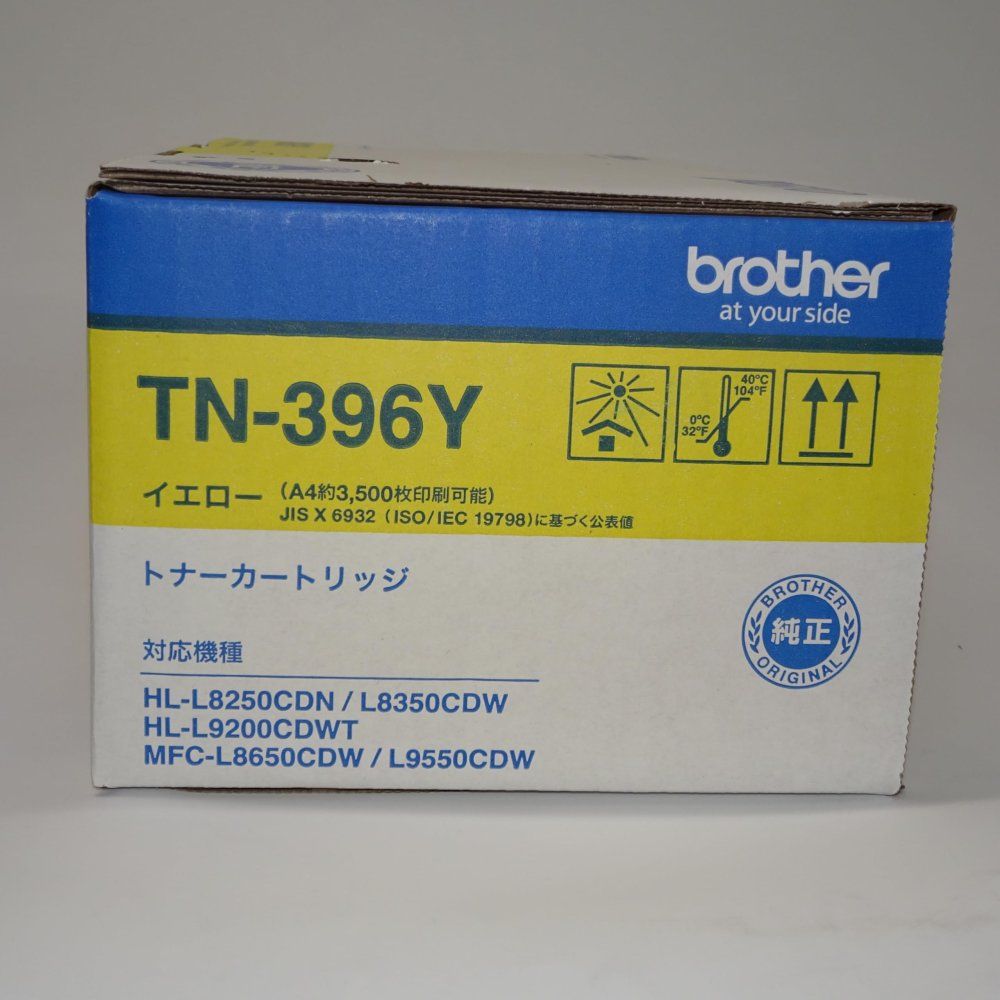 brother
at your side
TN-396Y
40°C
104°F
0°C
32°F
イエロー (A4約3,500枚印刷可能)
JIS X 6932 (ISO/IEC 19798)に基づく公表値
トナーカートリッジ
BROTHER
純正
ORIGINAL
対応機種
HL-L8250CDN / L8350CDW
HL-L9200CDWT
MFC-L8650CDW / L9550CDW